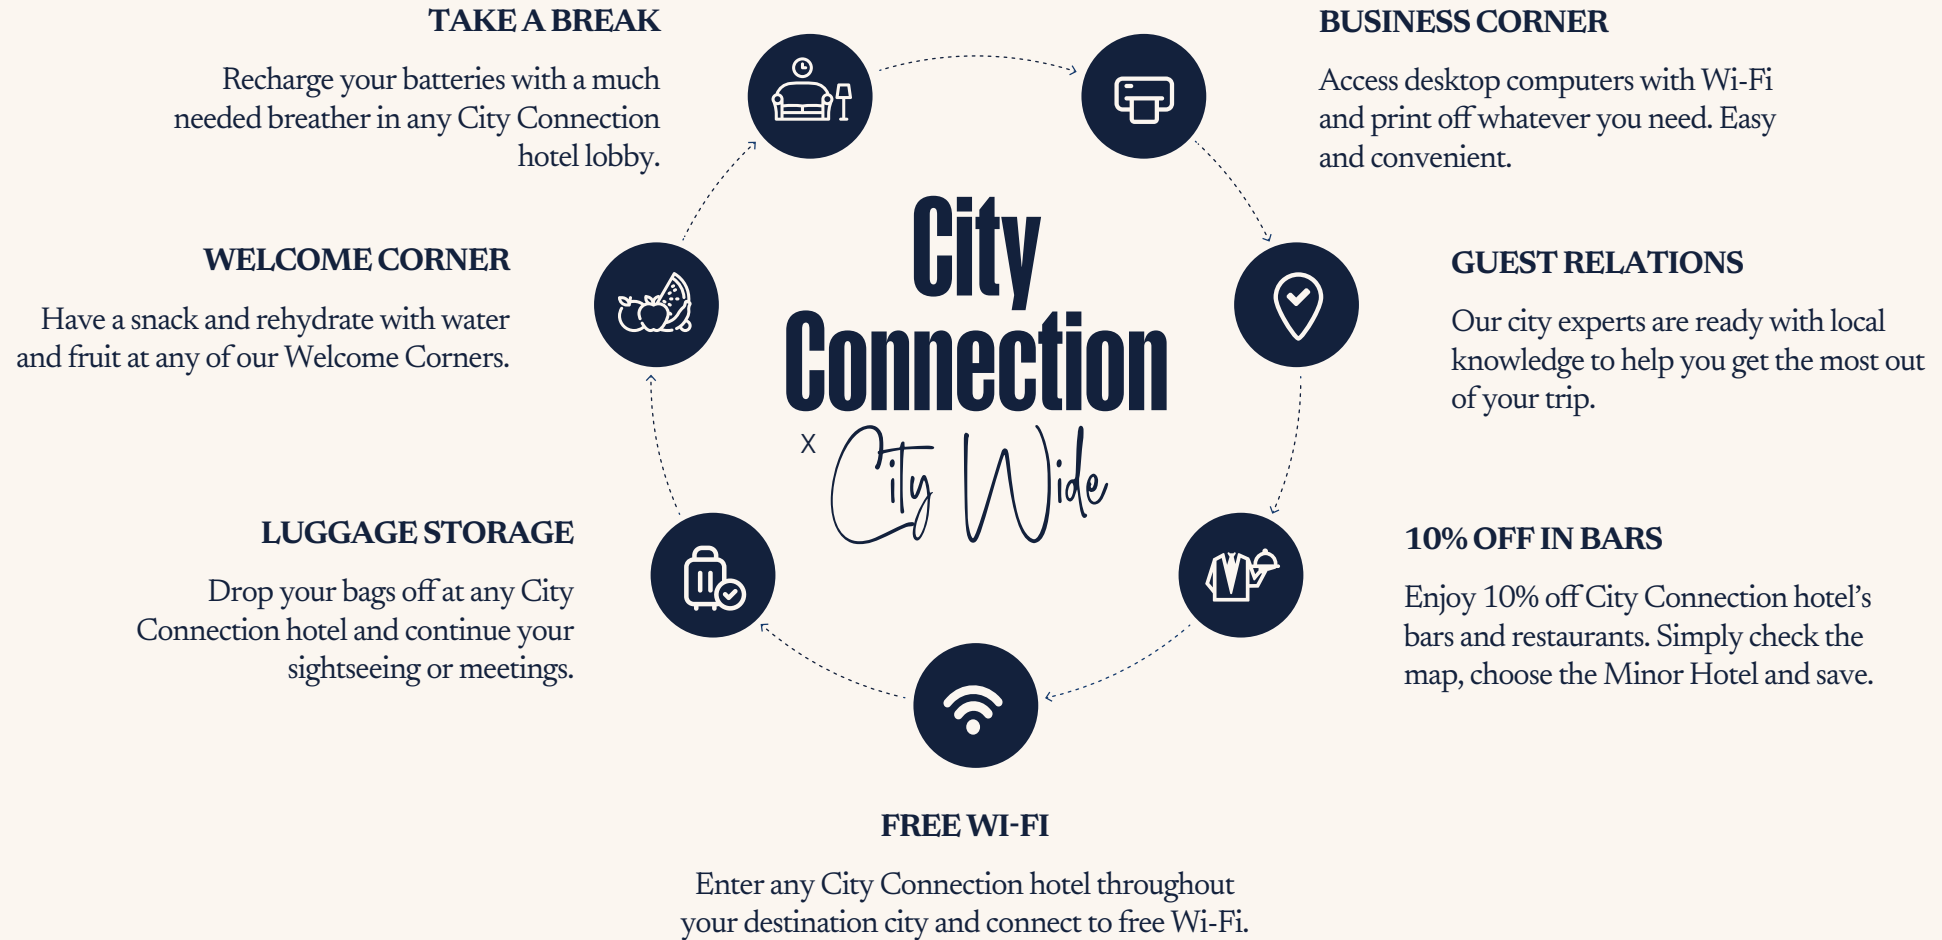 TAKE A BREAK
Recharge your batteries with a much
needed breather in any City Connection
hotel lobby.
BUSINESS CORNER
Access desktop computers with Wi-Fi
and print off whatever you need. Easy
and convenient.
WELCOME CORNER
Have a snack and rehydrate with water
and fruit at any of our Welcome Corners.
City
Connection
x City Wide
GUEST RELATIONS
Our city experts are ready with local
knowledge to help you get the most out
of your trip.
LUGGAGE STORAGE
Drop your bags off at any City
Connection hotel and continue your
sightseeing or meetings.
10% OFF IN BARS
Enjoy 10% off City Connection hotel’s
bars and restaurants. Simply check the
map, choose the Minor Hotel and save.
FREE WI-FI
Enter any City Connection hotel throughout
your destination city and connect to free Wi-Fi.